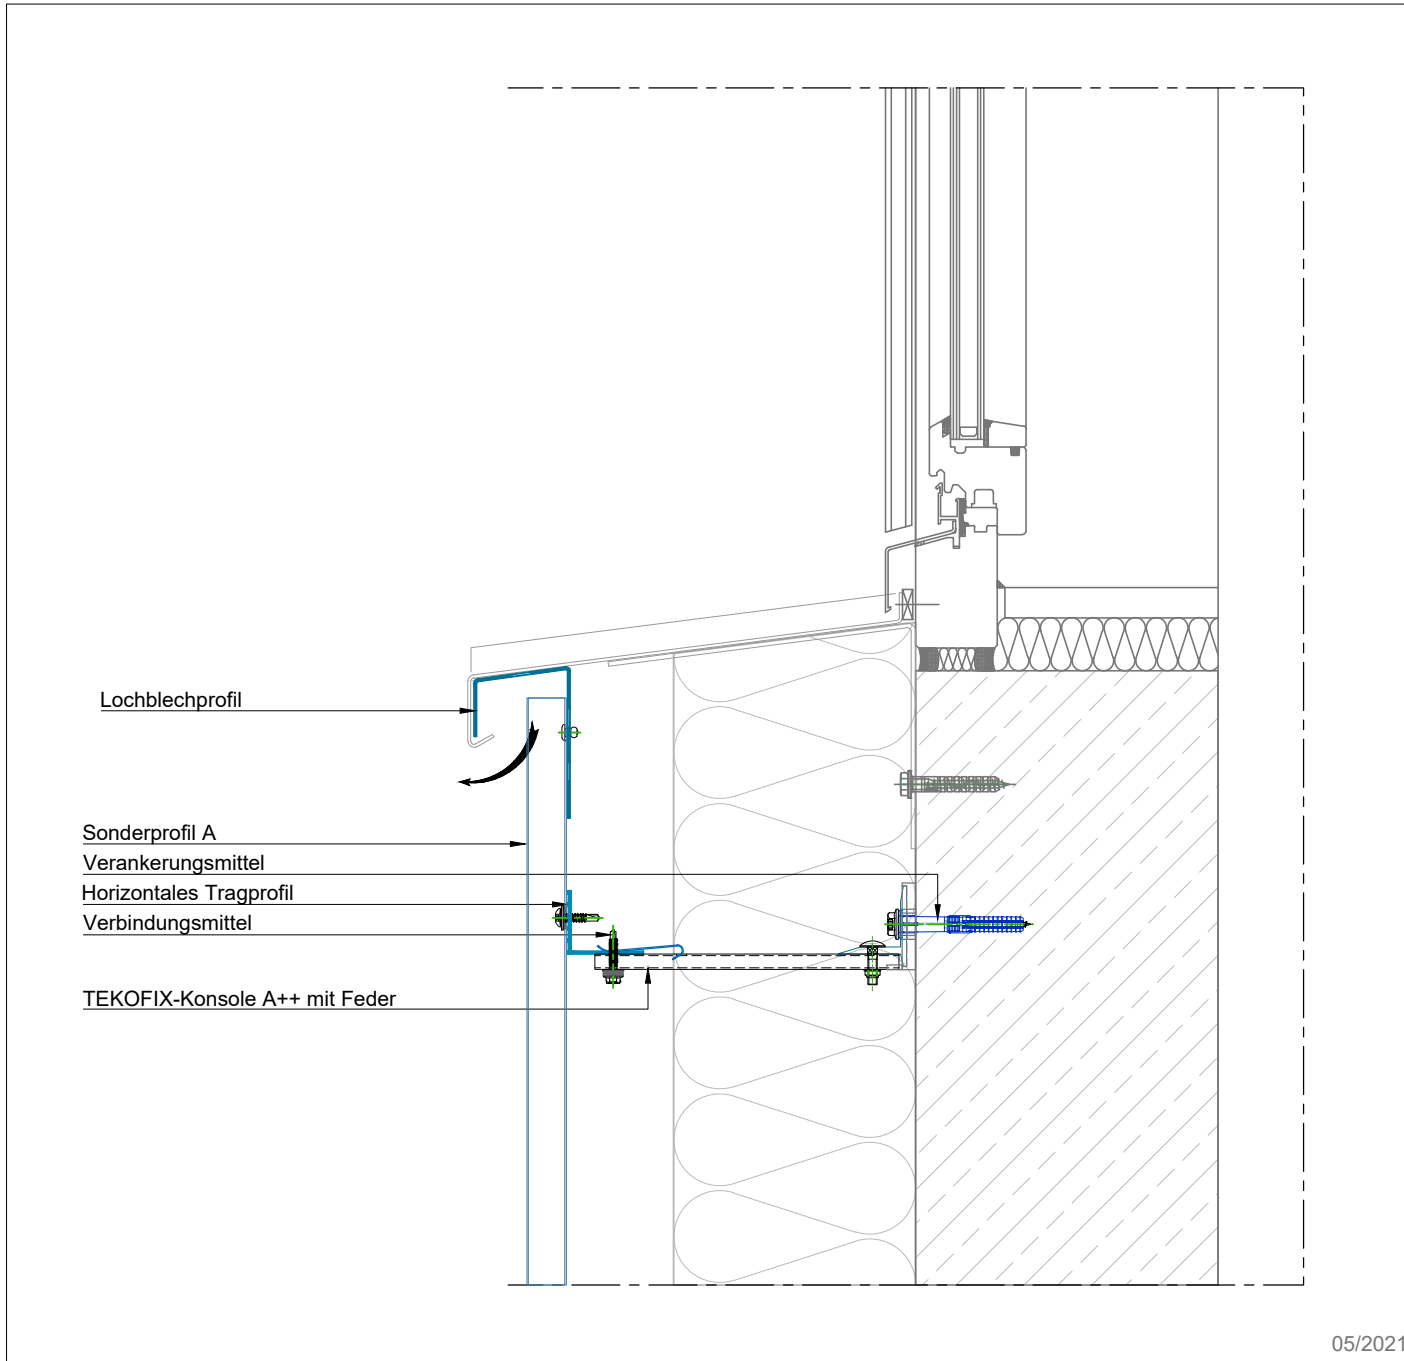 Lochblechprofil
Sonderprofil A
Verankerungsmittel
Horizontales Tragprofil
Verbindungsmittel
TEKOFIX-Konsole A++ mit Feder
05/2021